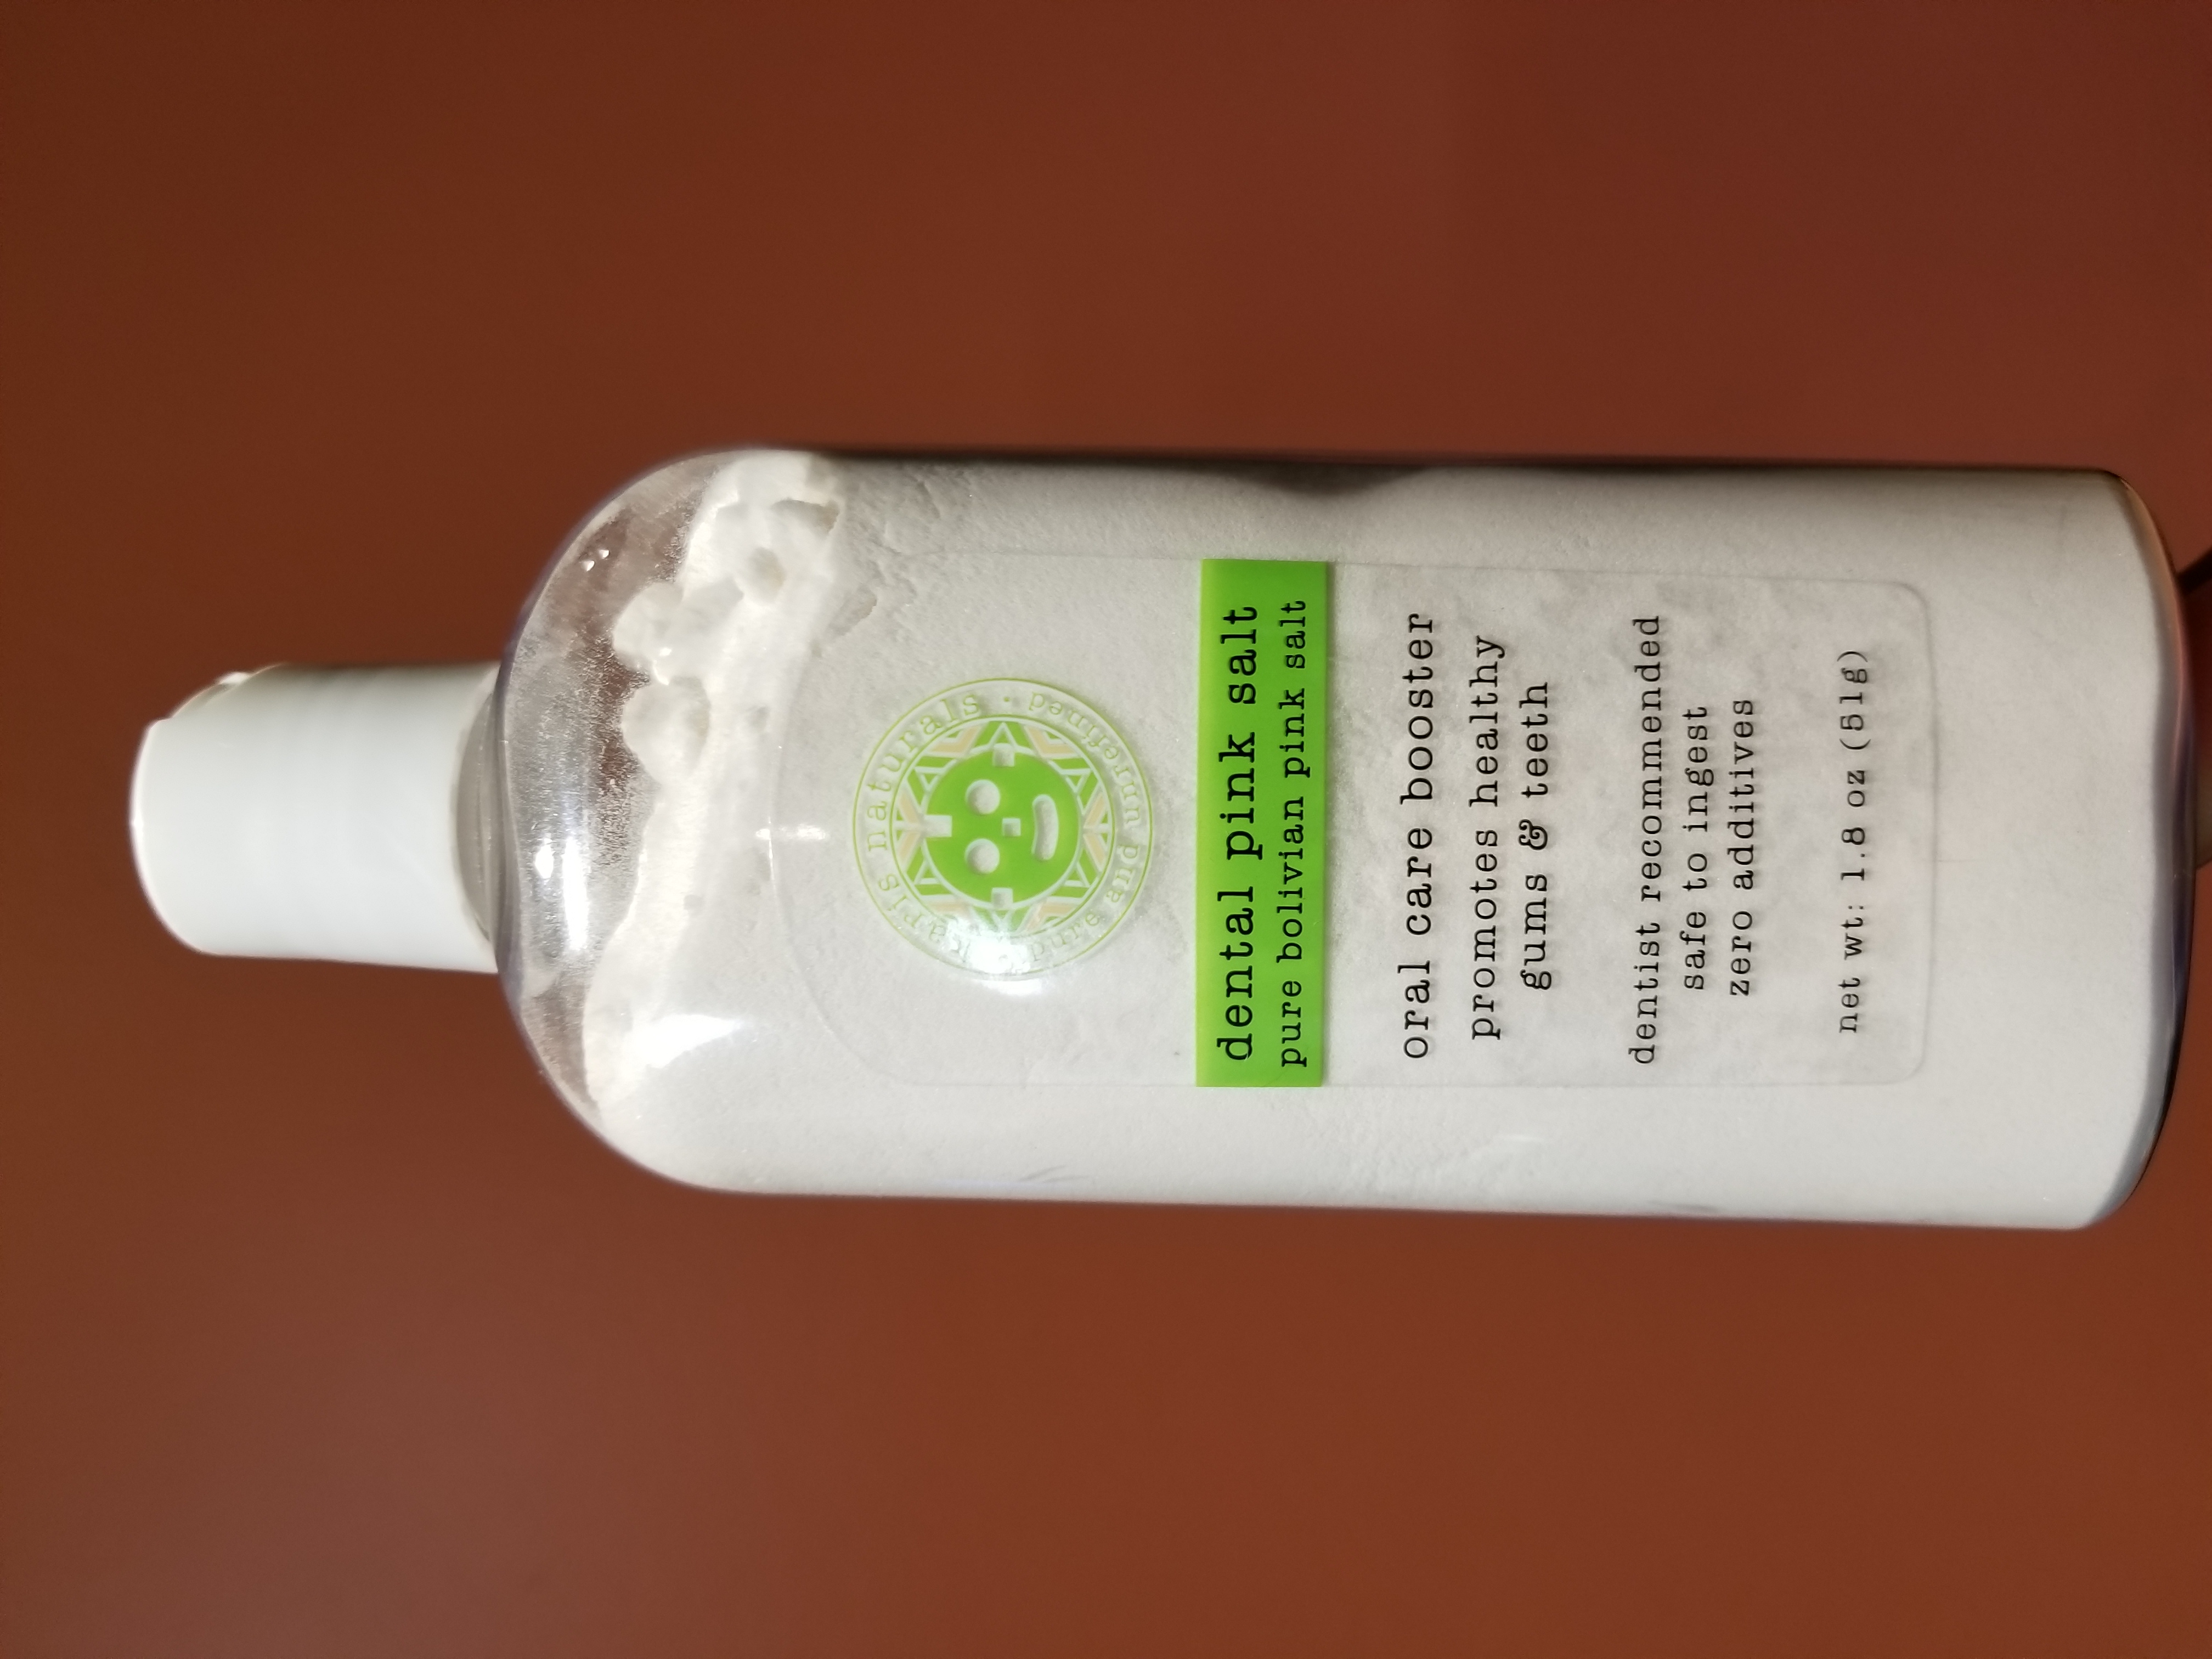 karis naturals
pure and unrefined
dental pink salt
pure bolivian pink salt
oral care booster
promotes healthy
gums & teeth
dentist recommended
safe to ingest
zero additives
net wt: 1.8 oz (51g)